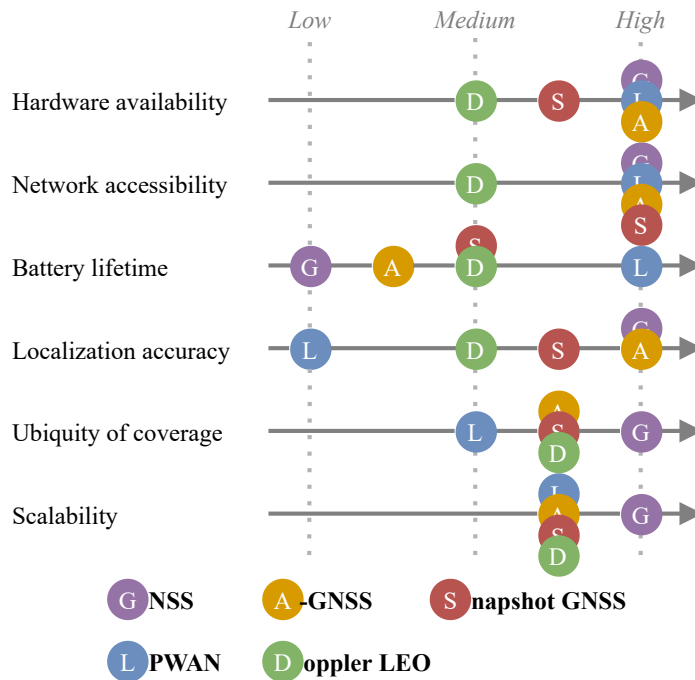 Low Medium High
G
Hardware availability D S L
A
G
Network accessibility D L
A
S
S
Battery lifetime G A D L
G
Localization accuracy L D S A
A
Ubiquity of coverage L S G
D
L
Scalability A G
S
D
GNSS A-GNSS Snapshot GNSS
LPWAN Doppler LEO